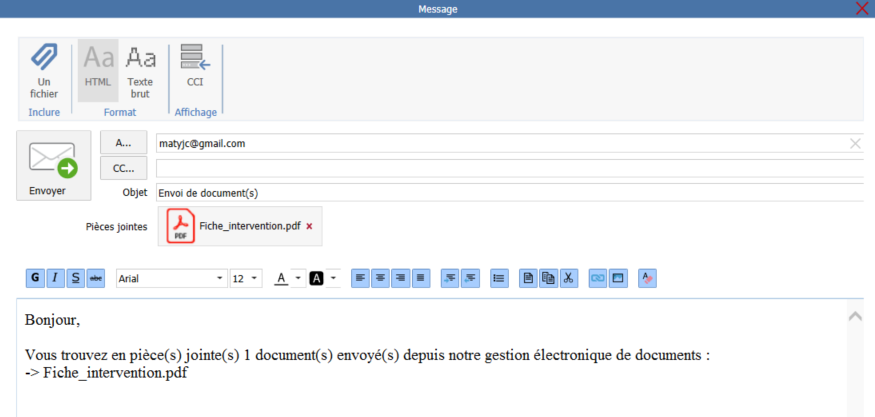 Message
Aa Aa
Un fichier
HTML
Texte brut
CCI
Inclure
Format
Affichage
Envoyer
A...
matyjc@gmail.com
CC...
Objet
Envoi de document(s)
Pièces jointes
PDF
Fiche_intervention.pdf x
G I S abc Arial 12 A A
Bonjour,
Vous trouvez en pièce(s) jointe(s) 1 document(s) envoyé(s) depuis notre gestion électronique de documents :
-> Fiche_intervention.pdf